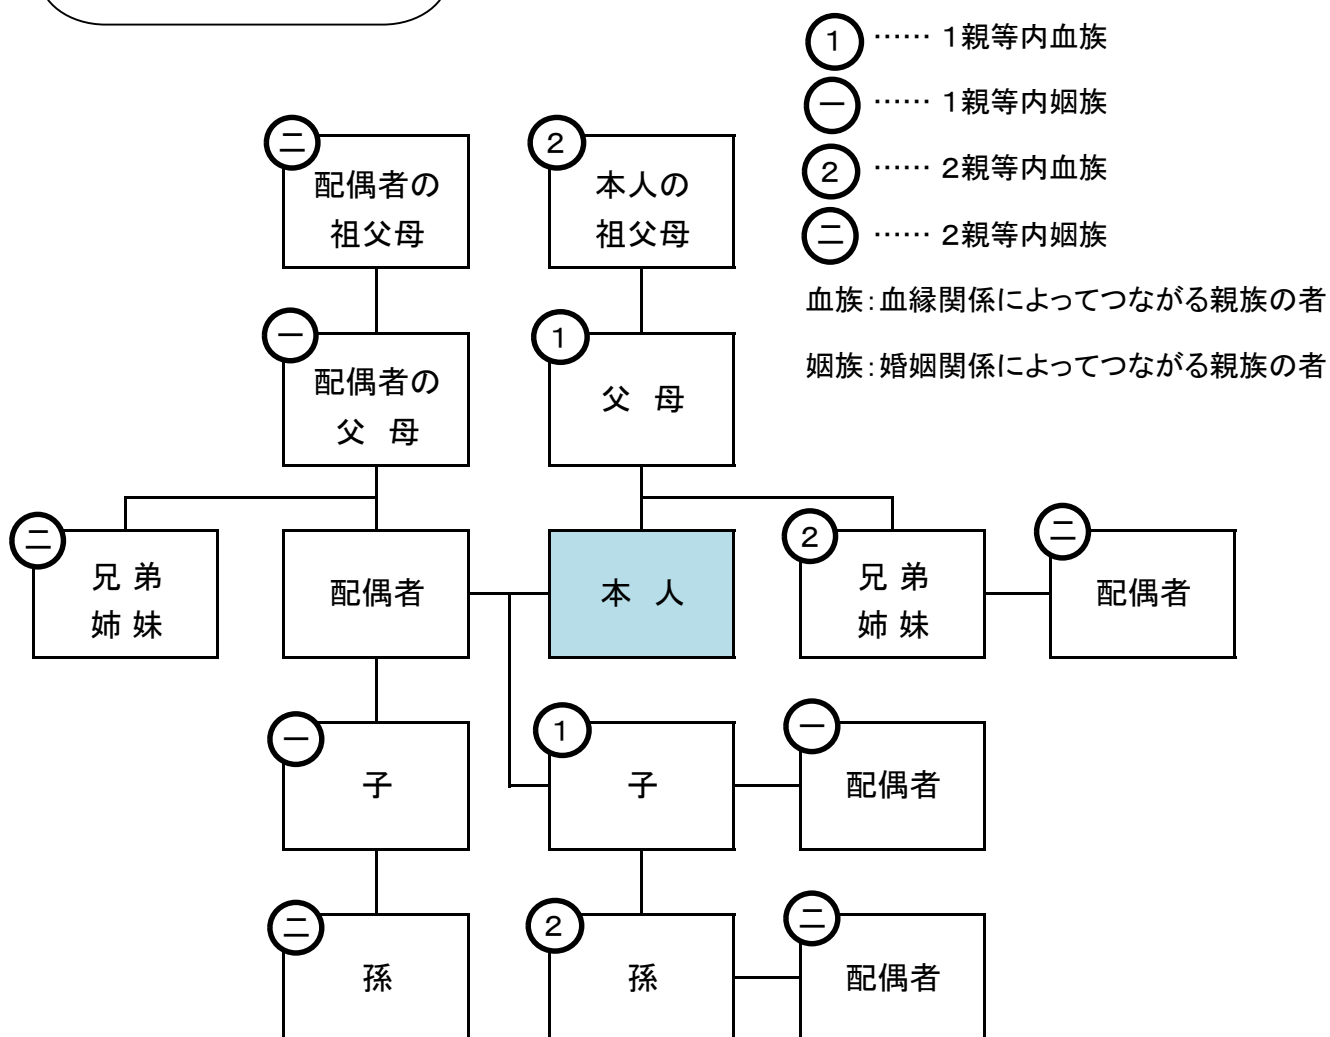 ① …… 1親等内血族
㊀ …… 1親等内姻族
② …… 2親等内血族
㊁ …… 2親等内姻族
血族：血縁関係によってつながる親族の者
姻族：婚姻関係によってつながる親族の者
㊁
配偶者の
祖父母
②
本人の
祖父母
㊀
配偶者の
父 母
①
父 母
㊁
兄 弟
姉 妹
配偶者
本 人
②
兄 弟
姉 妹
㊁
配偶者
㊀
子
①
子
㊀
配偶者
㊁
孫
②
孫
㊁
配偶者